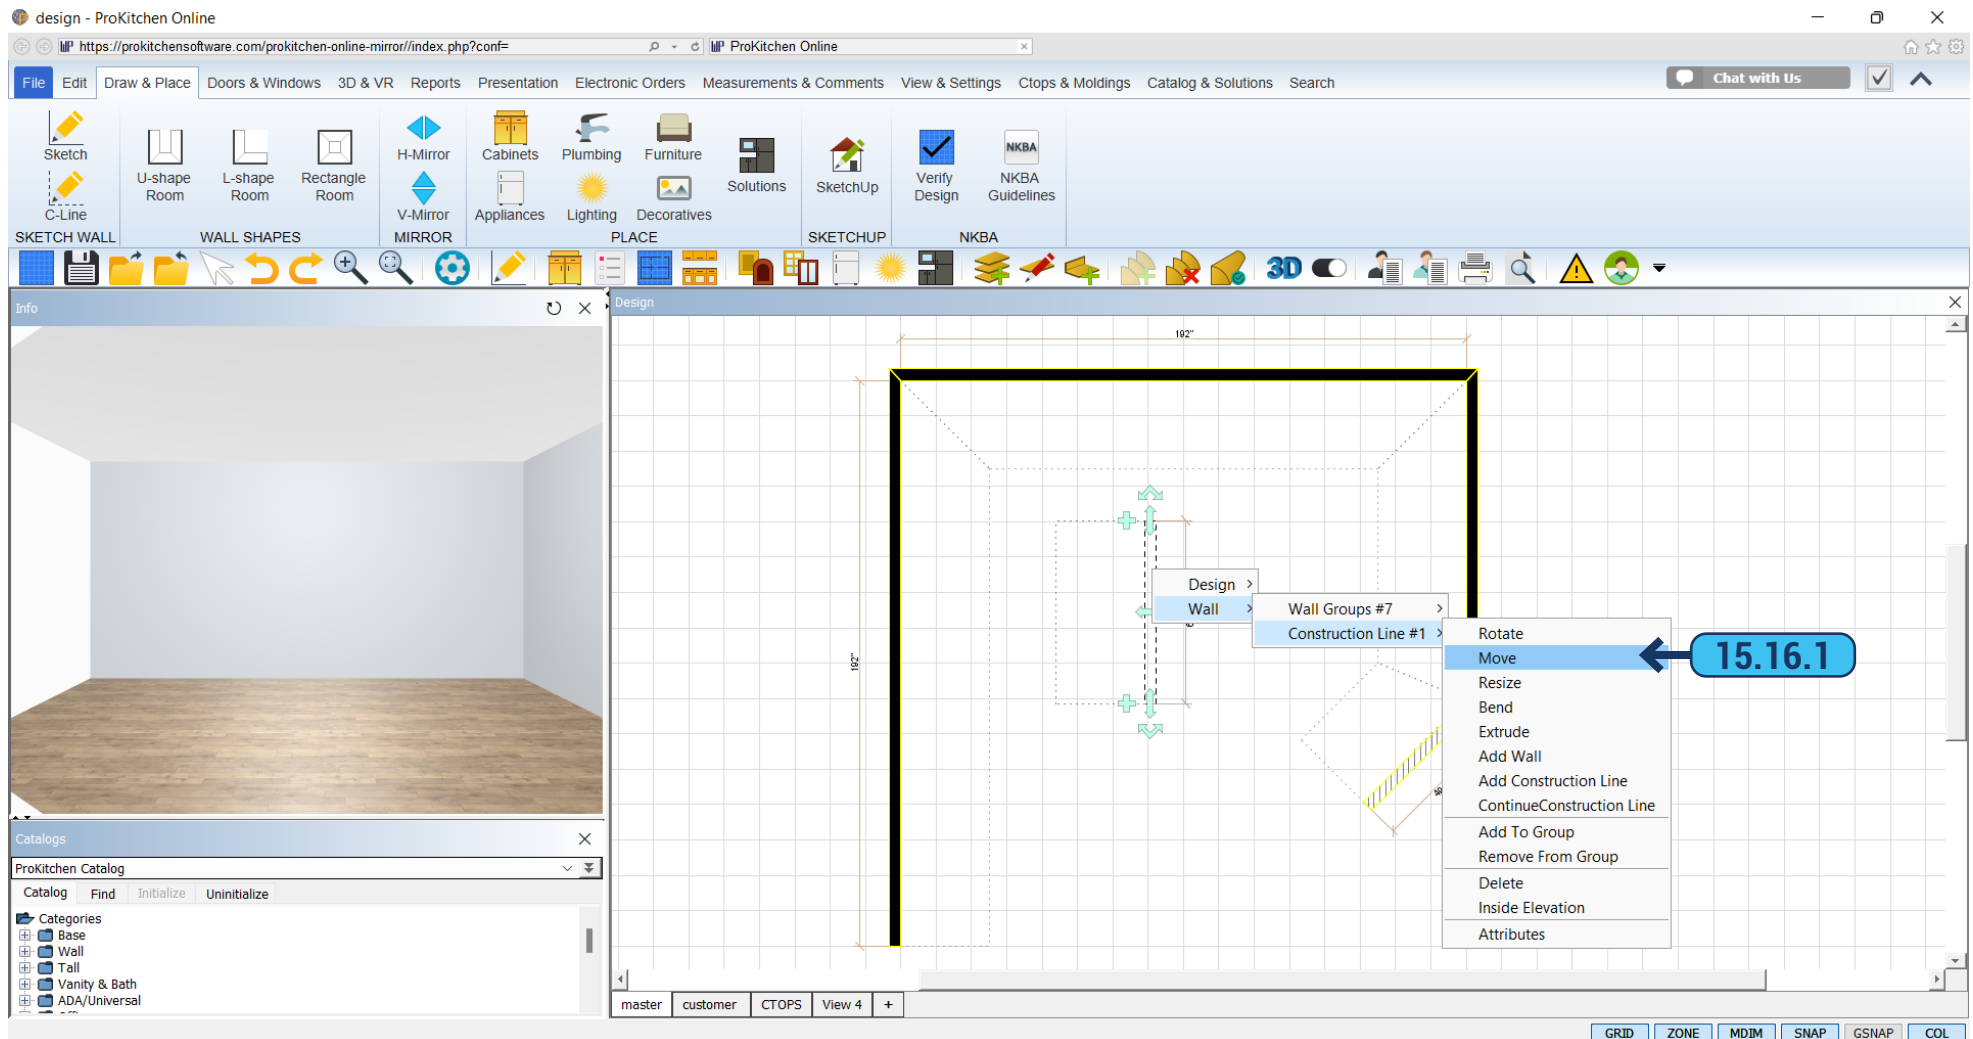 design - ProKitchen Online
https://prokitchensoftware.com/prokitchen-online-mirror//index.php?conf=
ProKitchen Online
File Edit Draw & Place Doors & Windows 3D & VR Reports Presentation Electronic Orders Measurements & Comments View & Settings Ctops & Moldings Catalog & Solutions Search
Chat with Us
Sketch
C-Line
SKETCH WALL
U-shape Room
L-shape Room
Rectangle Room
WALL SHAPES
H-Mirror
V-Mirror
MIRROR
Cabinets Plumbing Furniture
Appliances Lighting Decoratives
Solutions
PLACE
SketchUp
SKETCHUP
Verify Design
NKBA
NKBA Guidelines
NKBA
3D
Info
Design
192"
192"
Design
Wall
Wall Groups #7
Construction Line #1
Rotate
Move
Resize
Bend
Extrude
Add Wall
Add Construction Line
ContinueConstruction Line
Add To Group
Remove From Group
Delete
Inside Elevation
Attributes
15.16.1
Catalogs
ProKitchen Catalog
Catalog Find Initialize Uninitialize
Categories
Base
Wall
Tall
Vanity & Bath
ADA/Universal
master customer CTOPS View 4 +
GRID ZONE MDIM SNAP GSNAP COL